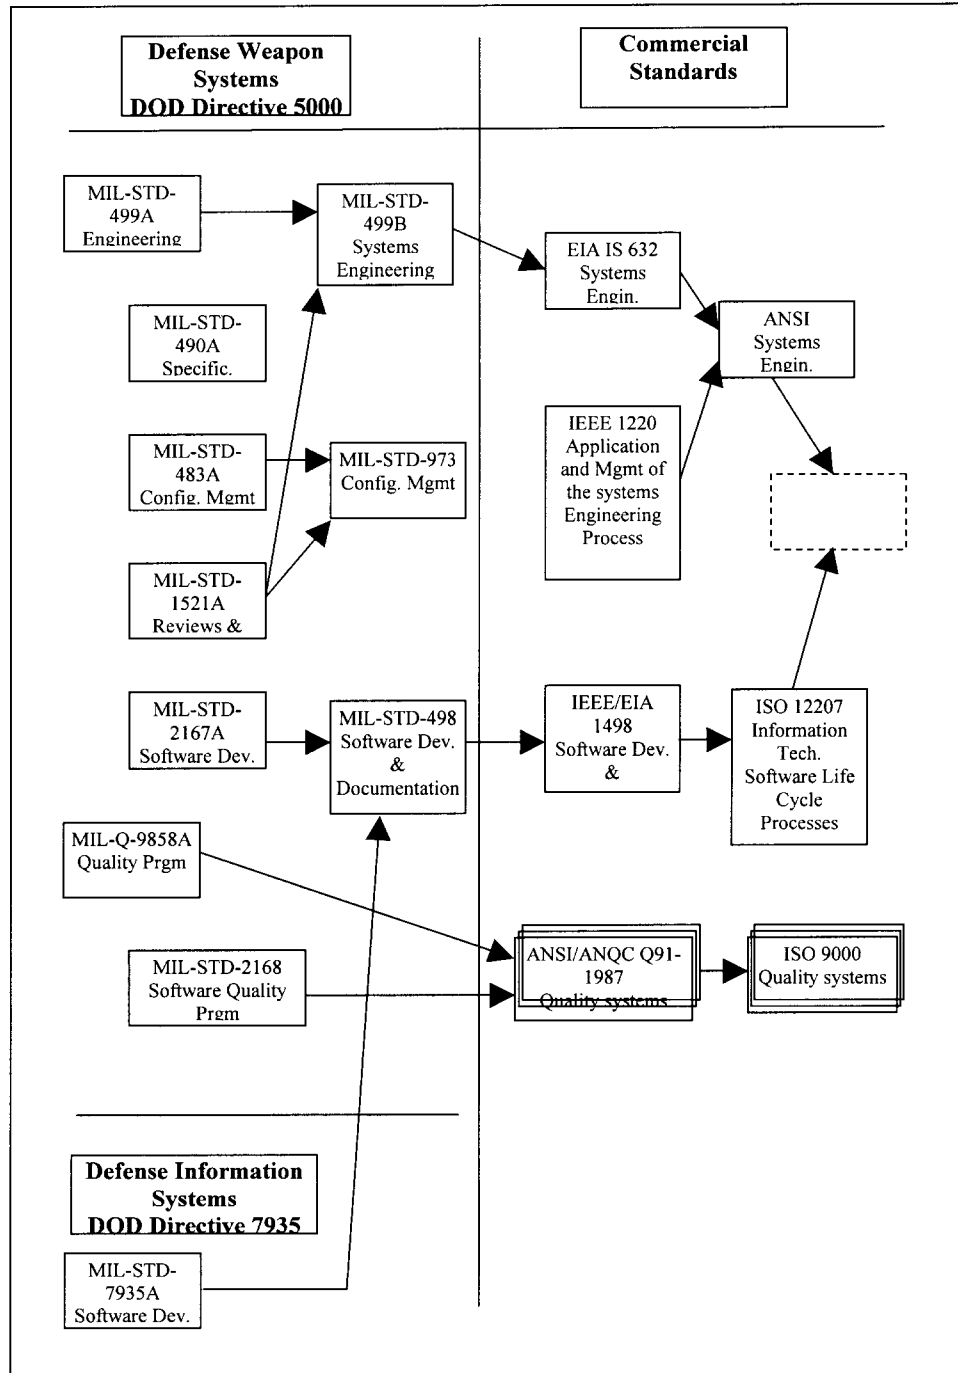 Defense Weapon
Systems
DOD Directive 5000
Commercial
Standards
MIL-STD-
499A
Engineering
MIL-STD-
499B
Systems
Engineering
EIA IS 632
Systems
Engin.
MIL-STD-
490A
Specific.
ANSI
Systems
Engin.
MIL-STD-
483A
Config. Mgmt
MIL-STD-973
Config. Mgmt
IEEE 1220
Application
and Mgmt of
the systems
Engineering
Process
MIL-STD-
1521A
Reviews &
MIL-STD-
2167A
Software Dev.
MIL-STD-498
Software Dev.
&
Documentation
IEEE/EIA
1498
Software Dev.
&
ISO 12207
Information
Tech.
Software Life
Cycle
Processes
MIL-Q-9858A
Quality Prgm
MIL-STD-2168
Software Quality
Prgm
ANSI/ANQC Q91-
1987
Quality systems
ISO 9000
Quality systems
Defense Information
Systems
DOD Directive 7935
MIL-STD-
7935A
Software Dev.